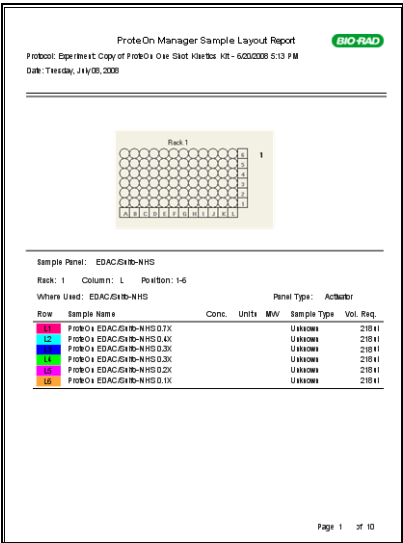 ProteOn Manager Sample Layout Report
BIO-RAD
Protocol: Experiment: Copy of ProteOn One Shot Kinetics Kit - 6/20/2008 5:13 PM
Date: Tuesday, July 08, 2008
Rack 1
6 1
5
4
3
2
1
A B C D E F G H I J K L
Sample Panel: EDAC/Sulfo-NHS
Rack: 1 Column: L Position: 1-6
Where Used: EDAC/Sulfo-NHS Panel Type: Activator
Row Sample Name Conc. Units MW Sample Type Vol. Req.
L1 ProteOn EDAC/Sulfo-NHS 0.7X Unknown 218 ul
L2 ProteOn EDAC/Sulfo-NHS 0.4X Unknown 218 ul
L3 ProteOn EDAC/Sulfo-NHS 0.3X Unknown 218 ul
L4 ProteOn EDAC/Sulfo-NHS 0.3X Unknown 218 ul
L5 ProteOn EDAC/Sulfo-NHS 0.2X Unknown 218 ul
L6 ProteOn EDAC/Sulfo-NHS 0.1X Unknown 218 ul
Page 1 of 10